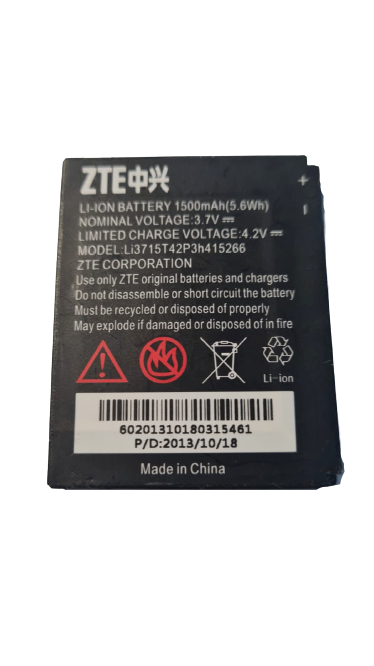 ZTE中兴
LI-ION BATTERY 1500mAh(5.6Wh)
NOMINAL VOLTAGE:3.7V
LIMITED CHARGE VOLTAGE:4.2V
MODEL:Li3715T42P3h415266
ZTE CORPORATION
Use only ZTE original batteries and chargers
Do not disassemble or short circuit the battery
Must be recycled or disposed of properly
May explode if damaged or disposed of in fire
Li-ion
60201310180315461
P/D:2013/10/18
Made in China
+
-